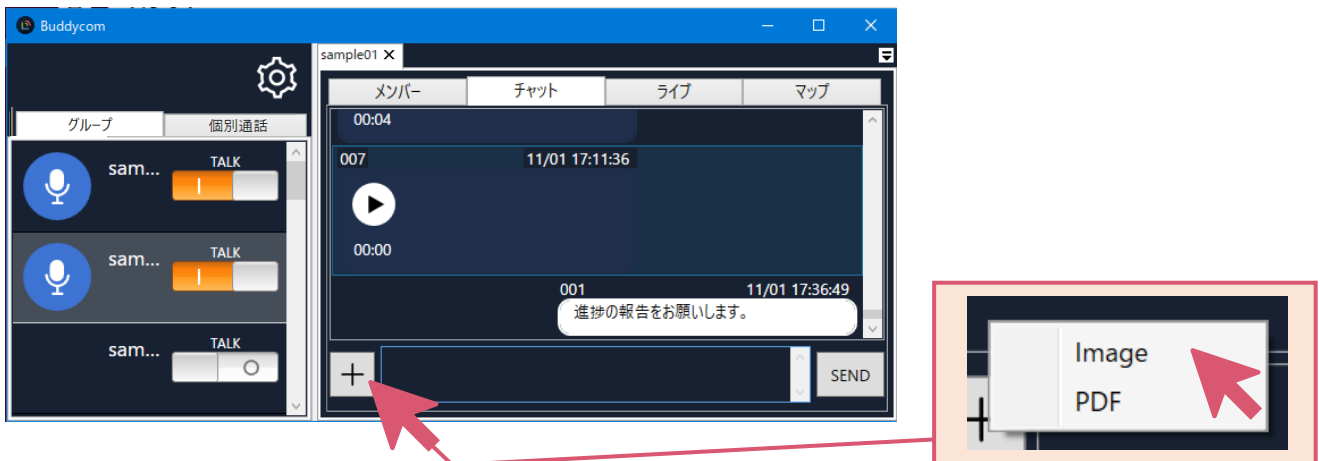 Buddycom
sample01
メンバー
チャット
ライブ
マップ
グループ
個別通話
sam...
TALK
sam...
TALK
sam...
TALK
00:04
007
11/01 17:11:36
00:00
001
11/01 17:36:49
進捗の報告をお願いします。
SEND
Image
PDF